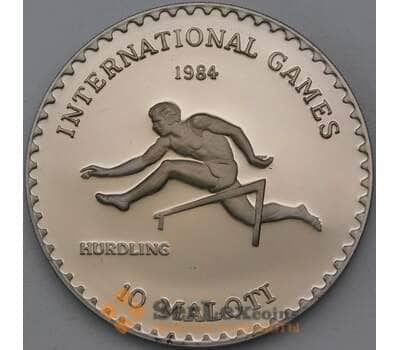 INTERNATIONAL GAMES
1984
HURDLING
10 MALOTI